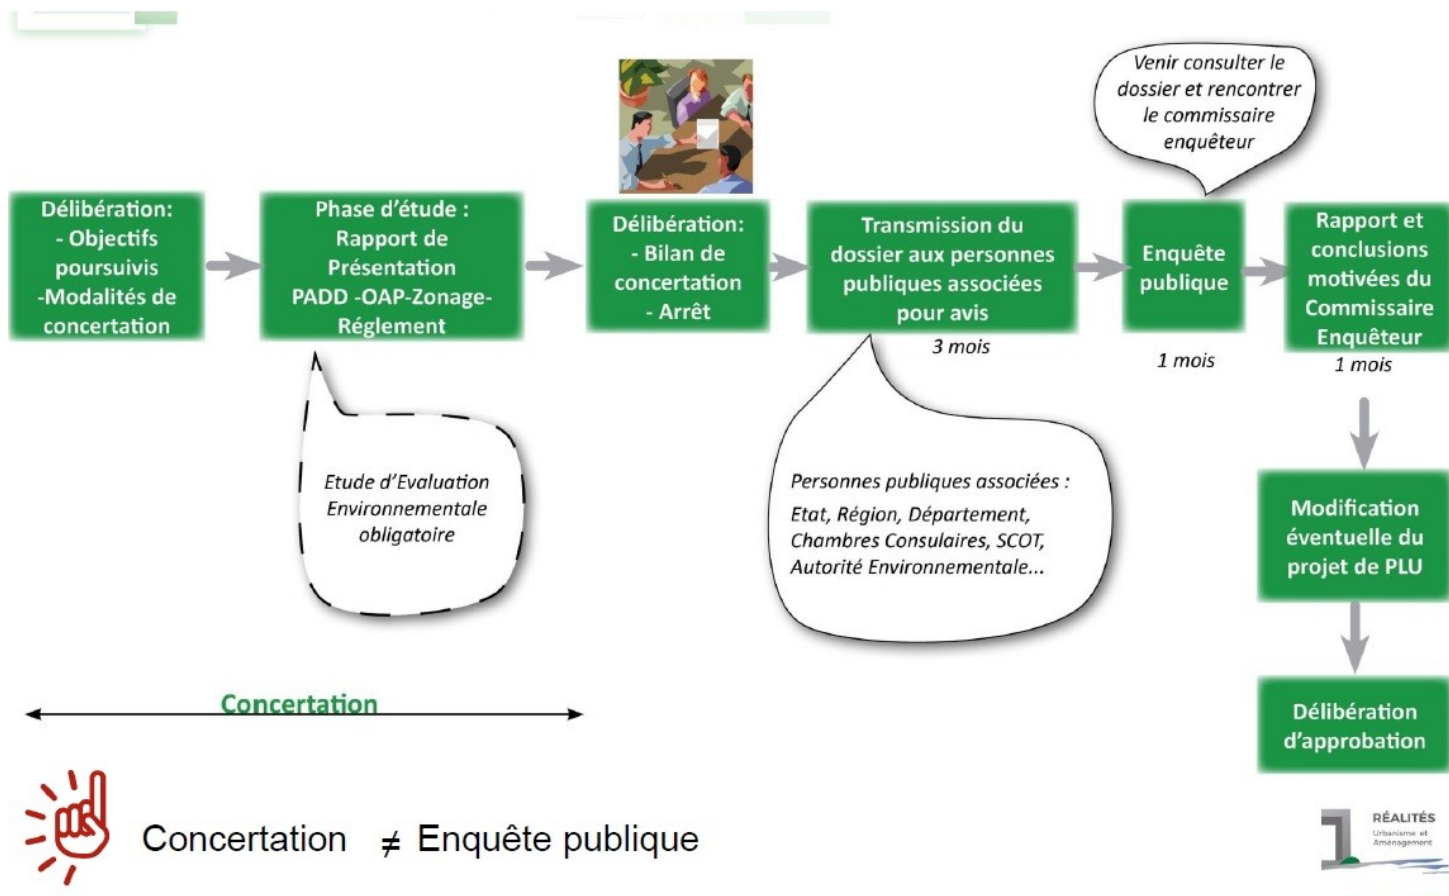 Venir consulter le
dossier et rencontrer
le commissaire
enquêteur
Délibération:
- Objectifs
poursuivis
-Modalités de
concertation
Phase d'étude :
Rapport de
Présentation
PADD -OAP-Zonage-
Réglement
Délibération:
- Bilan de
concertation
- Arrêt
Transmission du
dossier aux personnes
publiques associées
pour avis
3 mois
Enquête
publique
1 mois
Rapport et
conclusions
motivées du
Commissaire
Enquêteur
1 mois
Etude d'Evaluation
Environnementale
obligatoire
Personnes publiques associées :
Etat, Région, Département,
Chambres Consulaires, SCOT,
Autorité Environnementale...
Modification
éventuelle du
projet de PLU
Délibération
d'approbation
Concertation
Concertation ≠ Enquête publique
RÉALITÉS
Urbanisme et
Aménagement